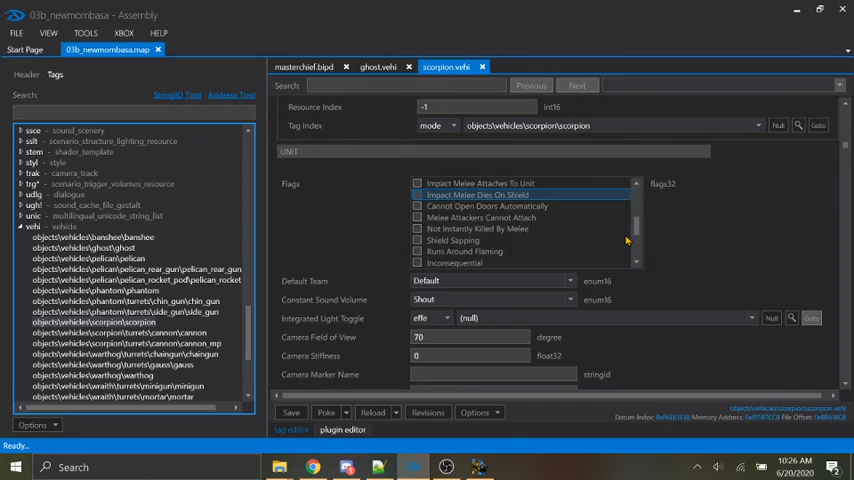 03b_newmombasa.map - Assembly
FILE VIEW TOOLS XBOX HELP
Start Page 03b_newmombasa.map
Header Tags
Search: StringID Tool Address Tool
ssce - sound_scenery
sslt - scenario_structure_lighting_resource
stem - shader_template
styl - style
trak - camera_track
trg* - scenario_trigger_volumes_resource
udlg - dialogue
ugh! - sound_cache_file_gestalt
unic - multilingual_unicode_string_list
vehi - vehicle
objects\vehicles\banshee\banshee
objects\vehicles\ghost\ghost
objects\vehicles\pelican\pelican
objects\vehicles\pelican\pelican_rear_gun\pelican_rear_gun
objects\vehicles\pelican\pelican_rocket_pod\pelican_rocket
objects\vehicles\phantom\phantom
objects\vehicles\phantom\turrets\chin_gun\chin_gun
objects\vehicles\phantom\turrets\side_gun\side_gun
objects\vehicles\scorpion\scorpion
objects\vehicles\scorpion\turrets\cannon\cannon
objects\vehicles\scorpion\turrets\cannon\cannon_mp
objects\vehicles\warthog\turrets\chaingun\chaingun
objects\vehicles\warthog\turrets\gauss\gauss
objects\vehicles\warthog\warthog
objects\vehicles\wraith\turrets\minigun\minigun
objects\vehicles\wraith\turrets\mortar\mortar
Options
masterchief.bipd ghost.vehi scorpion.vehi
Search: Previous Next
Resource Index -1 int16
Tag Index mode objects\vehicles\scorpion\scorpion Null Goto
UNIT
Flags flags32
Impact Melee Attaches To Unit
Impact Melee Dies On Shield
Cannot Open Doors Automatically
Melee Attackers Cannot Attach
Not Instantly Killed By Melee
Shield Sapping
Runs Around Flaming
Inconsequential
Default Team Default enum16
Constant Sound Volume Shout enum16
Integrated Light Toggle effe (null) Null Goto
Camera Field of View 70 degree
Camera Stiffness 0 float32
Camera Marker Name stringid
Save Poke Reload Revisions Options
objects\vehicles\scorpion\scorpion.vehi
tag editor plugin editor
Ready...
Search
10:26 AM
6/20/2020
2